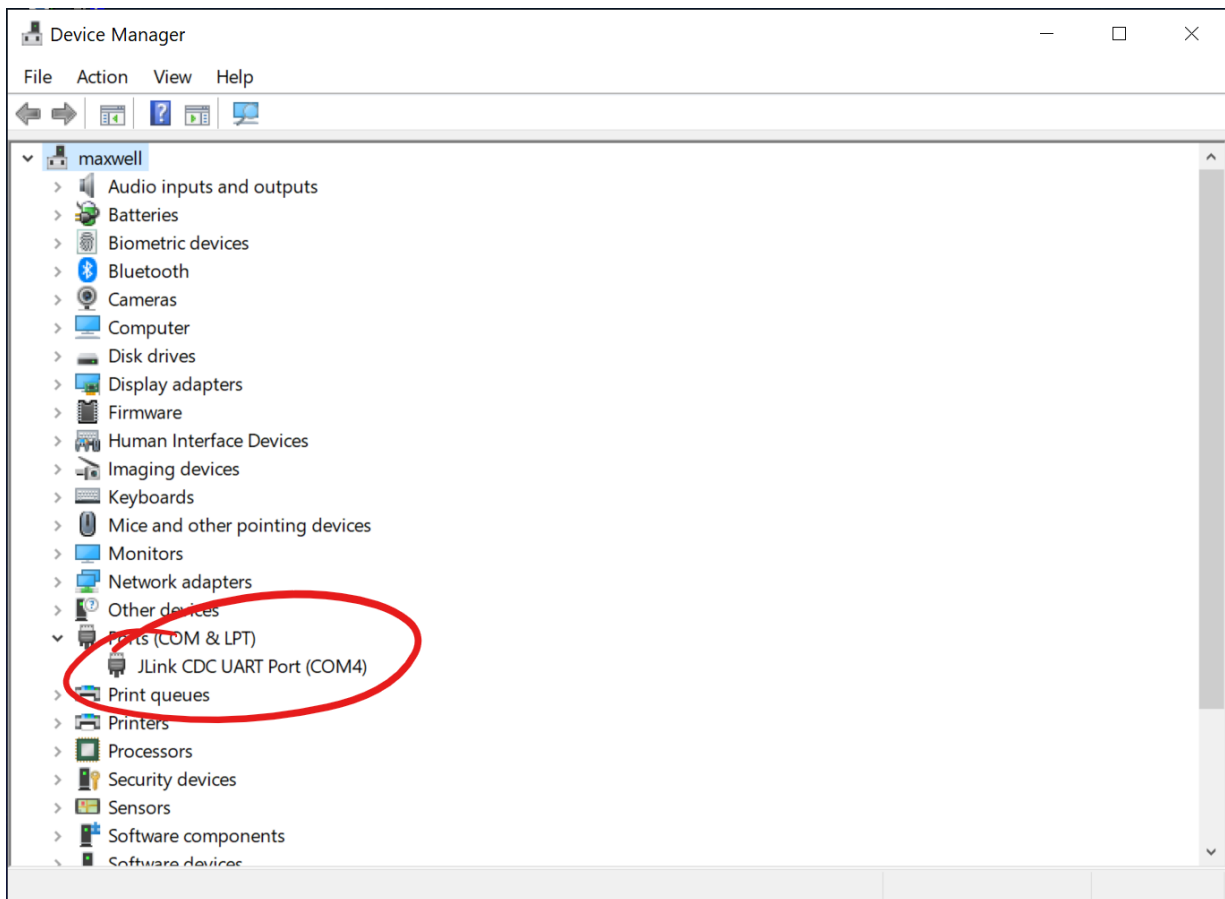 Device Manager
File Action View Help
maxwell
Audio inputs and outputs
Batteries
Biometric devices
Bluetooth
Cameras
Computer
Disk drives
Display adapters
Firmware
Human Interface Devices
Imaging devices
Keyboards
Mice and other pointing devices
Monitors
Network adapters
Other devices
Ports (COM & LPT)
JLink CDC UART Port (COM4)
Print queues
Printers
Processors
Security devices
Sensors
Software components
Software devices